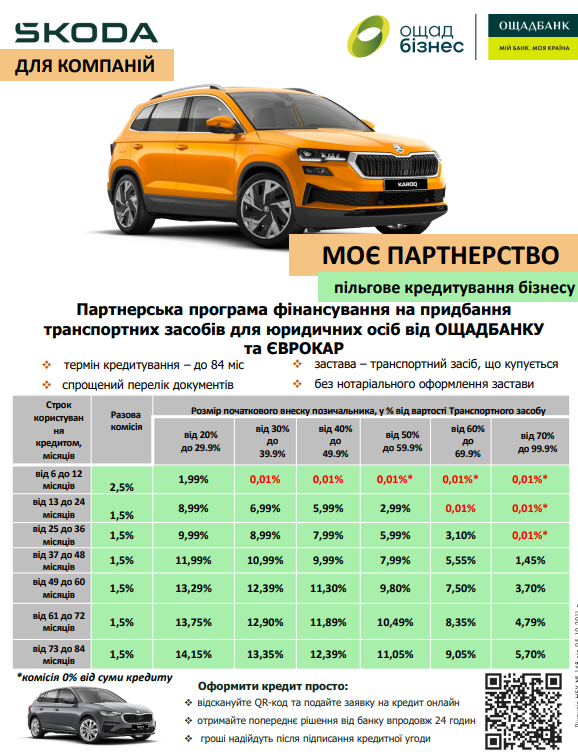 ŠKODA
ощад
бізнес
ОЩАДБАНК
МІЙ БАНК. МОЯ КРАЇНА
ДЛЯ КОМПАНІЙ
KAROQ
МОЄ ПАРТНЕРСТВО
пільгове кредитування бізнесу
Партнерська програма фінансування на придбання
транспортних засобів для юридичних осіб від ОЩАДБАНКУ
та ЄВРОКАР
❖ термін кредитування – до 84 міс
❖ застава – транспортний засіб, що купується
❖ спрощений перелік документів
❖ без нотаріального оформлення застави
Строк
користуван
ня
кредитом,
місяців
Разова
комісія
Розмір початкового внеску позичальника, у % від вартості Транспортного засобу
від 20%
до 29.9%
від 30%
до
39.9%
від 40%
до
49.9%
від 50%
до 59.9%
від 60%
до
69.9%
від 70%
до 99.9%
від 6 до 12
місяців
2,5% 1,99% 0,01% 0,01% 0,01%* 0,01%* 0,01%*
від 13 до 24
місяців
1,5% 8,99% 6,99% 5,99% 2,99% 0,01% 0,01%*
від 25 до 36
місяців
1,5% 9,99% 8,99% 7,99% 5,99% 3,10% 0,01%*
від 37 до 48
місяців
1,5% 11,99% 10,99% 9,99% 7,99% 5,55% 1,45%
від 49 до 60
місяців
1,5% 13,29% 12,39% 11,30% 9,80% 7,50% 3,70%
від 61 до 72
місяців
1,5% 13,75% 12,90% 11,89% 10,49% 8,35% 4,79%
від 73 до 84
місяців
1,5% 14,15% 13,35% 12,39% 11,05% 9,05% 5,70%
*комісія 0% від суми кредиту
Оформити кредит просто:
❖ відскануйте QR-код та подайте заявку на кредит онлайн
❖ отримайте попереднє рішення від банку впродовж 24 годин
❖ гроші надійдуть після підписання кредитної угоди